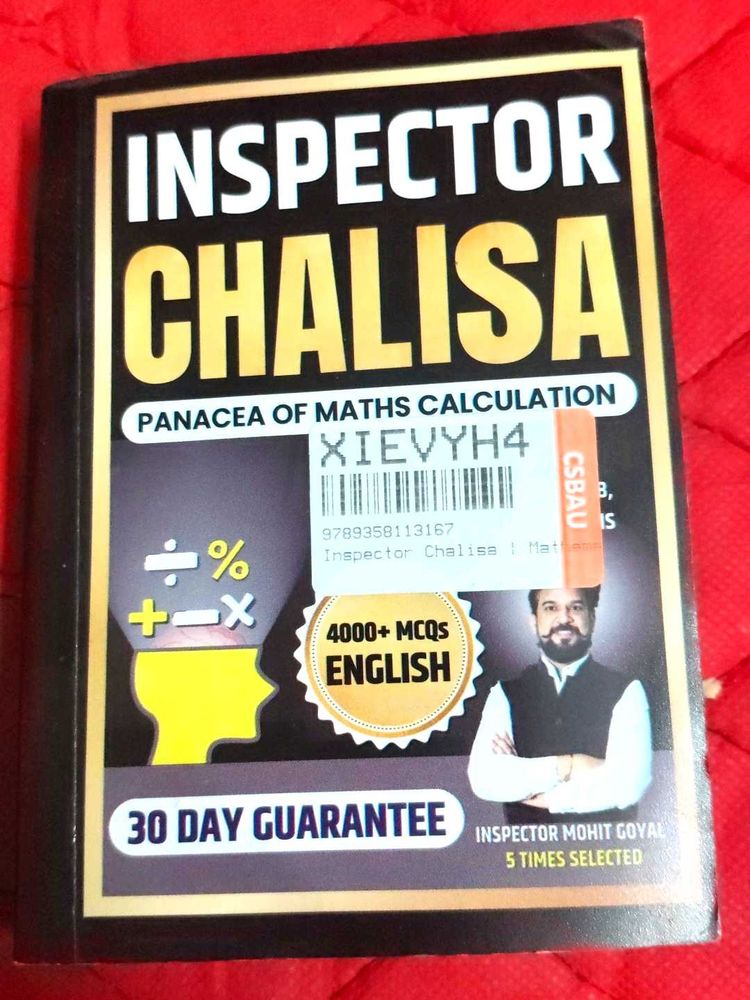 INSPECTOR
CHALISA
PANACEA OF MATHS CALCULATION
XIEVYH4
CSBAU
9789358113167
Inspector Chalisa |
÷ %
+ − ×
4000+ MCQs
ENGLISH
30 DAY GUARANTEE
INSPECTOR MOHIT GOYAL
5 TIMES SELECTED